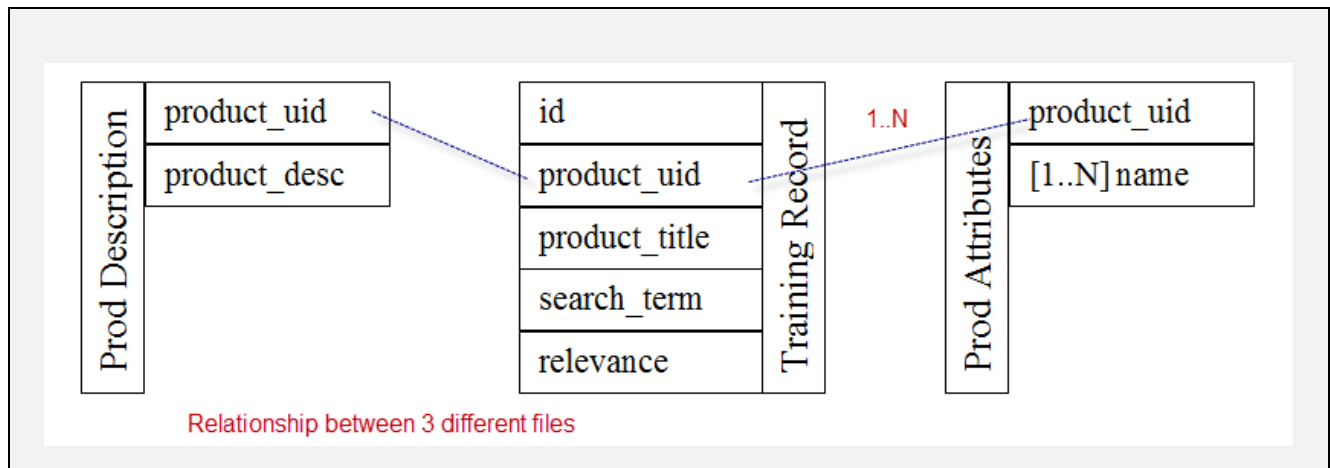 Prod Description
product_uid
product_desc
id
product_uid
product_title
search_term
relevance
Training Record
1..N
Prod Attributes
product_uid
[1..N] name
Relationship between 3 different files